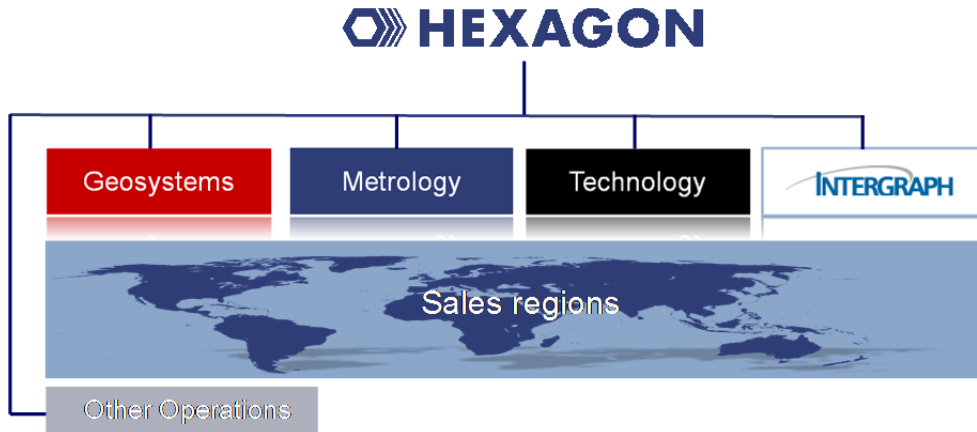 HEXAGON
Geosystems
Metrology
Technology
INTERGRAPH
Sales regions
Other Operations